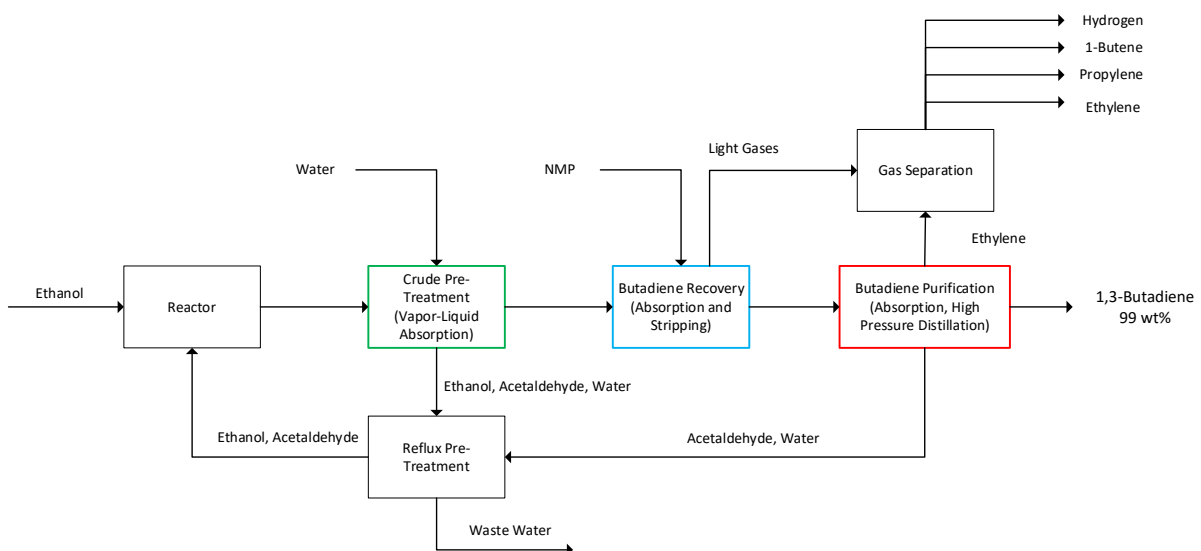 Hydrogen
1-Butene
Propylene
Ethylene
Light Gases
Gas Separation
Water
NMP
Ethylene
Ethanol
Reactor
Crude Pre-
Treatment
(Vapor-Liquid
Absorption)
Butadiene Recovery
(Absorption and
Stripping)
Butadiene Purification
(Absorption, High
Pressure Distillation)
1,3-Butadiene
99 wt%
Ethanol, Acetaldehyde, Water
Ethanol, Acetaldehyde
Reflux Pre-
Treatment
Acetaldehyde, Water
Waste Water